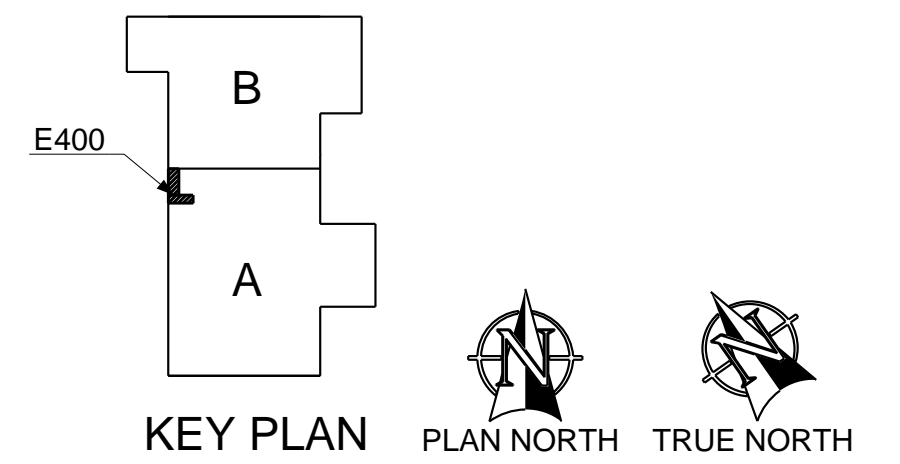 B
E400
A
N
N
KEY PLAN
PLAN NORTH
TRUE NORTH